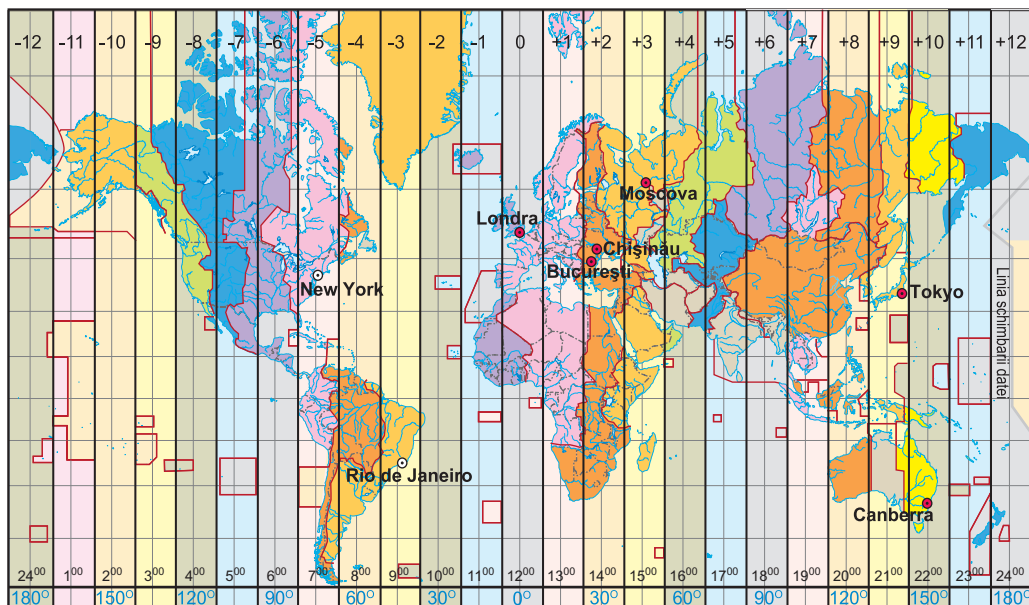 -12 -11 -10 -9 -8 -7 -6 -5 -4 -3 -2 -1 0 +1 +2 +3 +4 +5 +6 +7 +8 +9 +10 +11 +12
Moscova
Londra
Chişinău
Bucureşti
New York
Tokyo
Linia schimbarii datei
Rio de Janeiro
Canberra
24⁰⁰ 1⁰⁰ 2⁰⁰ 3⁰⁰ 4⁰⁰ 5⁰⁰ 6⁰⁰ 7⁰⁰ 8⁰⁰ 9⁰⁰ 10⁰⁰ 11⁰⁰ 12⁰⁰ 13⁰⁰ 14⁰⁰ 15⁰⁰ 16⁰⁰ 17⁰⁰ 18⁰⁰ 19⁰⁰ 20⁰⁰ 21⁰⁰ 22⁰⁰ 23⁰⁰ 24⁰⁰
180° 150° 120° 90° 60° 30° 0° 30° 60° 90° 120° 150° 180°